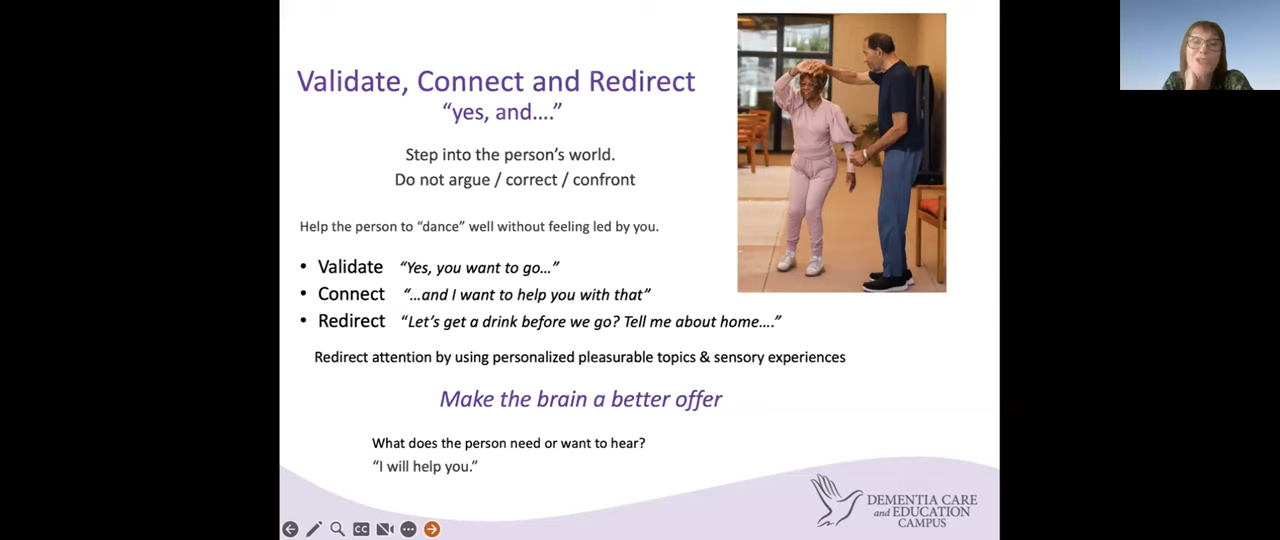 Validate, Connect and Redirect
“yes, and....”
Step into the person’s world.
Do not argue / correct / confront
Help the person to “dance” well without feeling led by you.
• Validate “Yes, you want to go…”
• Connect “…and I want to help you with that”
• Redirect “Let’s get a drink before we go? Tell me about home….”
Redirect attention by using personalized pleasurable topics & sensory experiences
Make the brain a better offer
What does the person need or want to hear?
“I will help you.”
DEMENTIA CARE
and EDUCATION
CAMPUS
CC